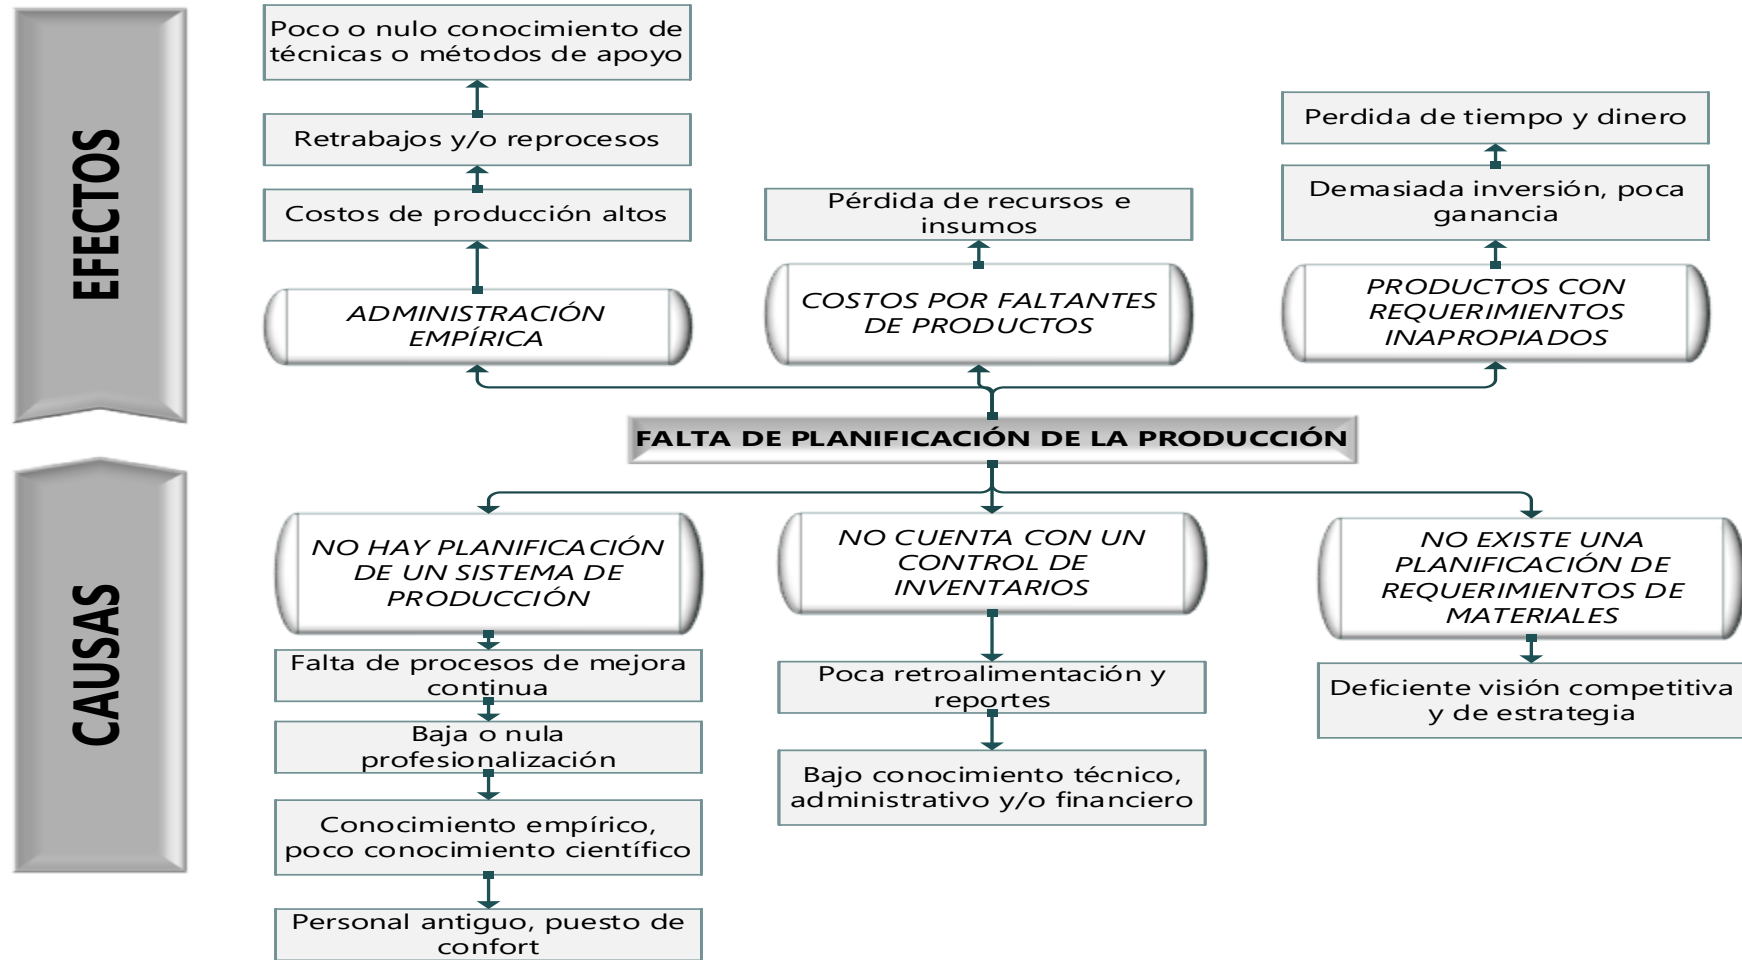 EFECTOS
Poco o nulo conocimiento de
técnicas o métodos de apoyo
Retrabajos y/o reprocesos
Costos de producción altos
ADMINISTRACIÓN
EMPÍRICA
Pérdida de recursos e
insumos
COSTOS POR FALTANTES
DE PRODUCTOS
Perdida de tiempo y dinero
Demasiada inversión, poca
ganancia
PRODUCTOS CON
REQUERIMIENTOS
INAPROPIADOS
FALTA DE PLANIFICACIÓN DE LA PRODUCCIÓN
CAUSAS
NO HAY PLANIFICACIÓN
DE UN SISTEMA DE
PRODUCCIÓN
Falta de procesos de mejora
continua
Baja o nula
profesionalización
Conocimiento empírico,
poco conocimiento científico
Personal antiguo, puesto de
confort
NO CUENTA CON UN
CONTROL DE
INVENTARIOS
Poca retroalimentación y
reportes
Bajo conocimiento técnico,
administrativo y/o financiero
NO EXISTE UNA
PLANIFICACIÓN DE
REQUERIMIENTOS DE
MATERIALES
Deficiente visión competitiva
y de estrategia